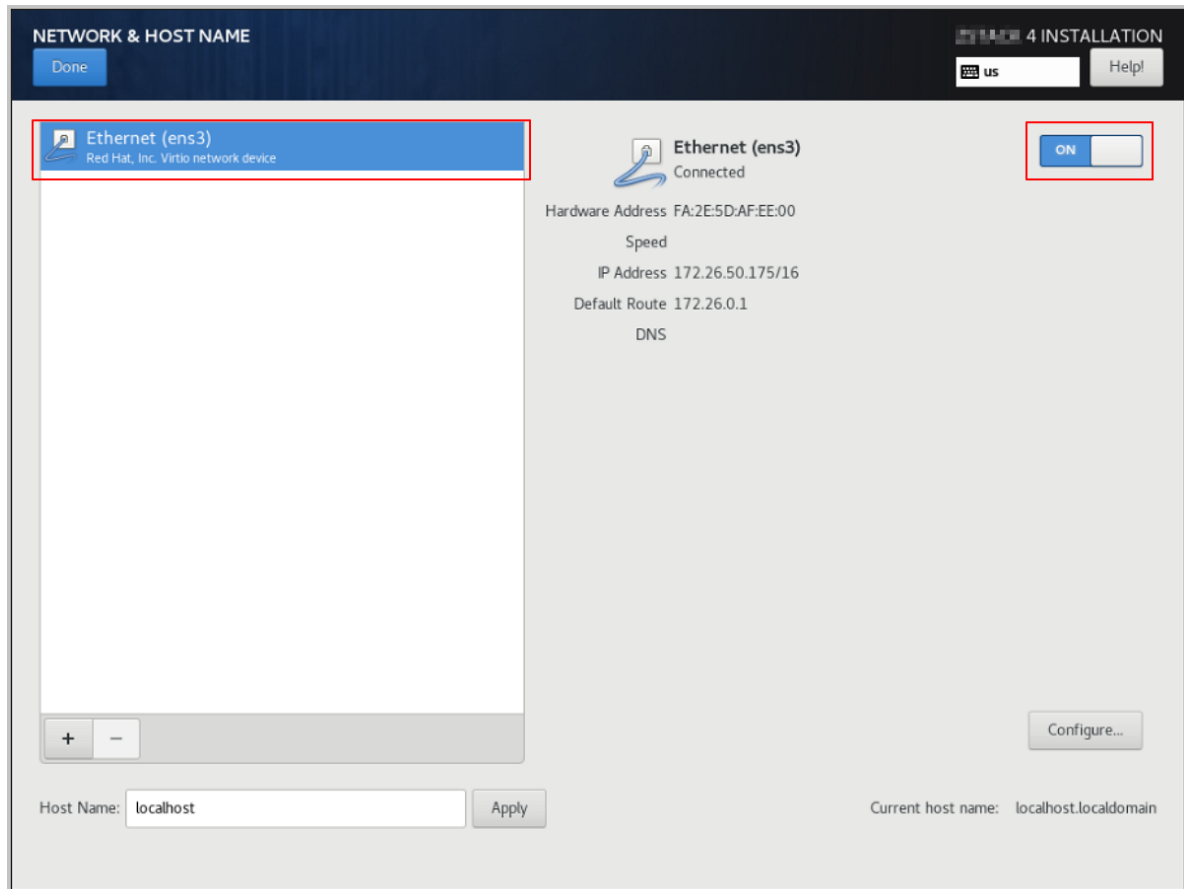 NETWORK & HOST NAME
4 INSTALLATION
Done
us
Help!
Ethernet (ens3)
Red Hat, Inc. Virtio network device
Ethernet (ens3)
Connected
ON
Hardware Address FA:2E:5D:AF:EE:00
Speed
IP Address 172.26.50.175/16
Default Route 172.26.0.1
DNS
+ −
Configure...
Host Name: localhost Apply
Current host name: localhost.localdomain